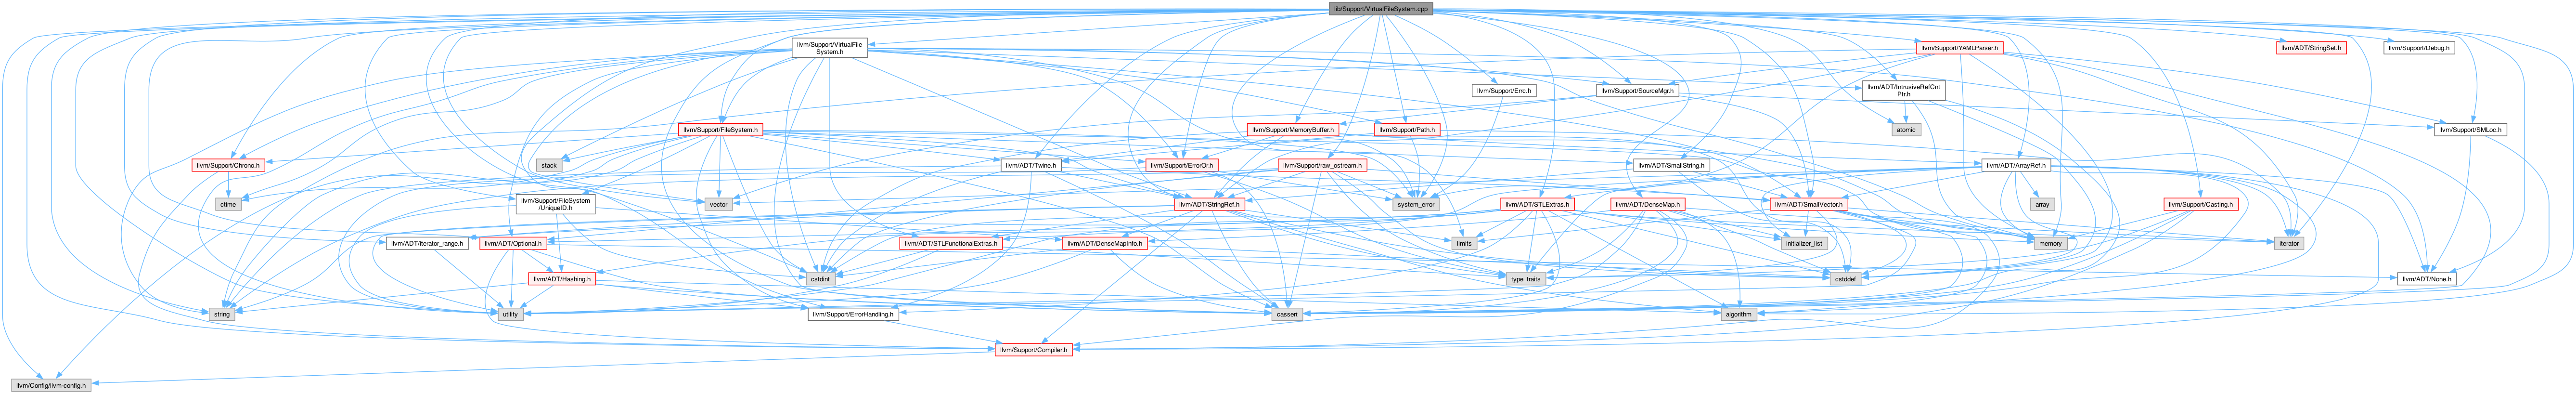 lib/Support/VirtualFileSystem.cpp
llvm/Support/VirtualFile
System.h
llvm/Support/YAMLParser.h
llvm/ADT/StringSet.h
llvm/Support/Debug.h
llvm/Support/Errc.h
llvm/Support/SourceMgr.h
llvm/ADT/IntrusiveRefCnt
Ptr.h
llvm/Support/FileSystem.h
llvm/Support/MemoryBuffer.h
llvm/Support/Path.h
atomic
llvm/Support/SMLoc.h
llvm/Support/Chrono.h
stack
llvm/ADT/Twine.h
llvm/Support/ErrorOr.h
llvm/Support/raw_ostream.h
llvm/ADT/SmallString.h
llvm/ADT/ArrayRef.h
ctime
llvm/Support/FileSystem
/UniqueID.h
vector
llvm/ADT/StringRef.h
system_error
llvm/ADT/STLExtras.h
llvm/ADT/DenseMap.h
llvm/ADT/SmallVector.h
array
llvm/Support/Casting.h
llvm/ADT/iterator_range.h
llvm/ADT/Optional.h
llvm/ADT/STLFunctionalExtras.h
llvm/ADT/DenseMapInfo.h
limits
initializer_list
memory
iterator
llvm/ADT/Hashing.h
cstdint
type_traits
cstddef
llvm/ADT/None.h
string
utility
llvm/Support/ErrorHandling.h
cassert
algorithm
llvm/Support/Compiler.h
llvm/Config/llvm-config.h